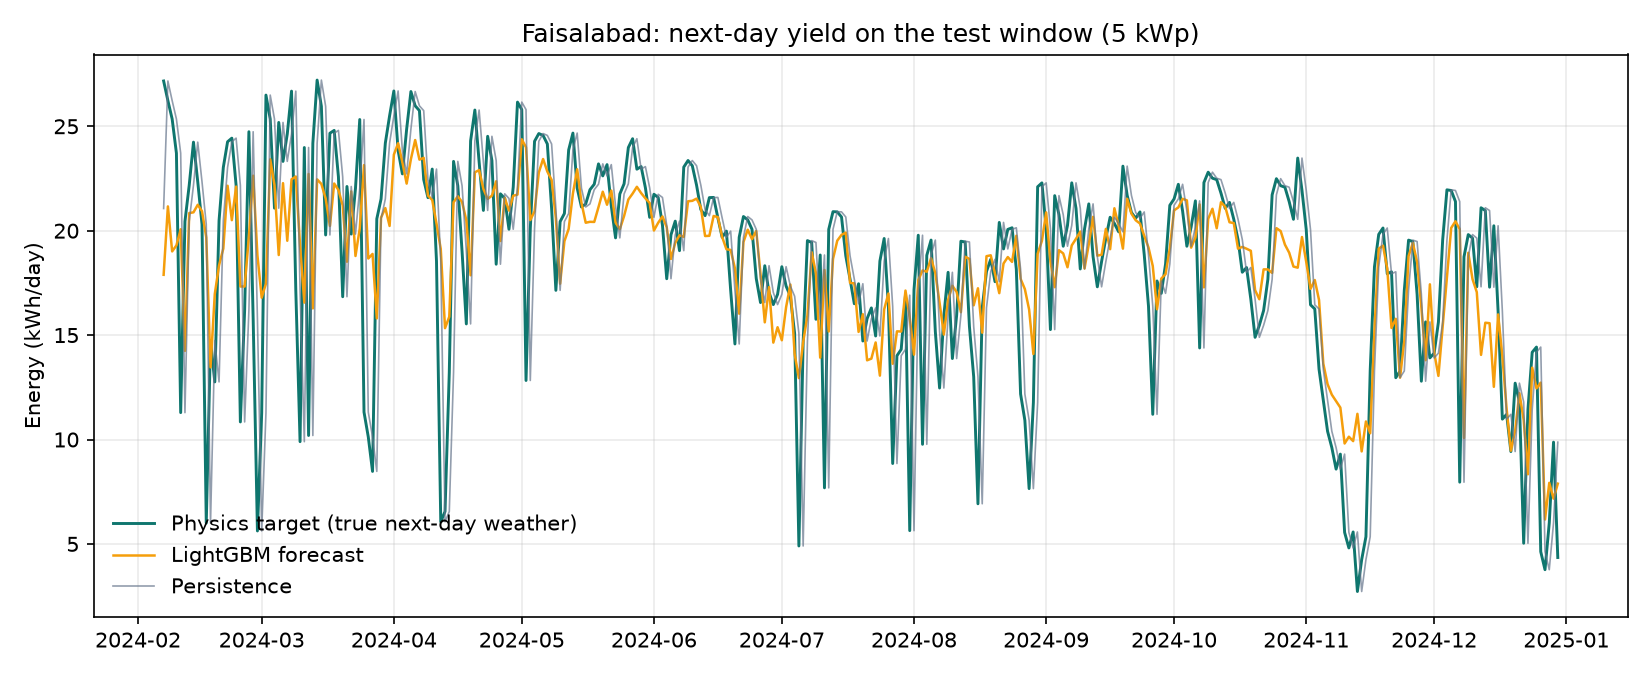 Faisalabad: next-day yield on the test window (5 kWp)
Energy (kWh/day)
25
20
15
10
5
Physics target (true next-day weather)
LightGBM forecast
Persistence
2024-02 2024-03 2024-04 2024-05 2024-06 2024-07 2024-08 2024-09 2024-10 2024-11 2024-12 2025-01